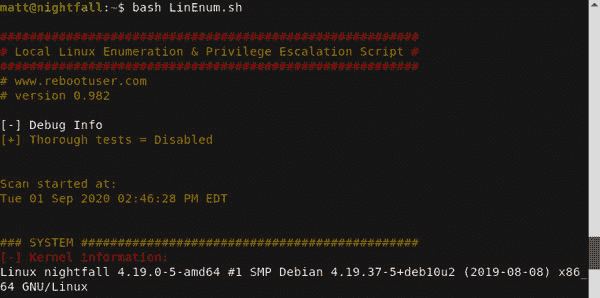 matt@nightfall:~$ bash LinEnum.sh
#########################################################
# Local Linux Enumeration & Privilege Escalation Script #
#########################################################
# www.rebootuser.com
# version 0.982
[-] Debug Info
[+] Thorough tests = Disabled
Scan started at:
Tue 01 Sep 2020 02:46:28 PM EDT
### SYSTEM ##############################################
[-] Kernel information:
Linux nightfall 4.19.0-5-amd64 #1 SMP Debian 4.19.37-5+deb10u2 (2019-08-08) x86_
64 GNU/Linux